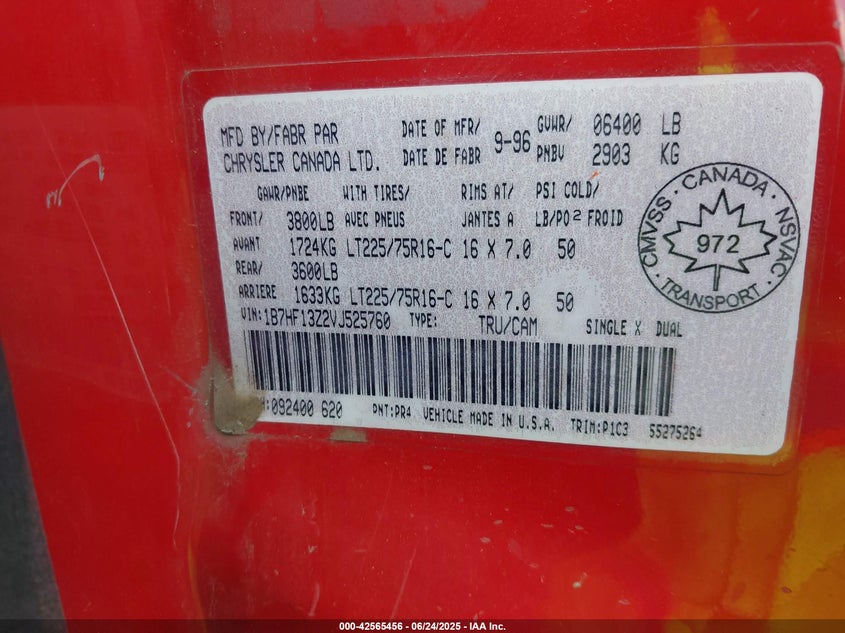 MFD BY/FABR PAR DATE OF MFR/ 9-96 GVWR/ 06400 LB
CHRYSLER CANADA LTD. DATE DE FABR PNBV 2903 KG
GAWR/PNBE WITH TIRES/ RIMS AT/ PSI COLD/
FRONT/ 3800LB AVEC PNEUS JANTES A LB/PO2 FROID
AVANT 1724KG LT225/75R16-C 16 X 7.0 50
REAR/ 3600LB
ARRIERE 1633KG LT225/75R16-C 16 X 7.0 50
VIN: 1B7HF13Z2VJ525760 TYPE: TRU/CAM SINGLE X DUAL
:092400 620 PNT:PR4 VEHICLE MADE IN U.S.A. TRIM:P1C3 55275264
CMVSS · CANADA · NSVAC · TRANSPORT ·
972
000-42565456 | 06/24/2025 | IAA Inc.